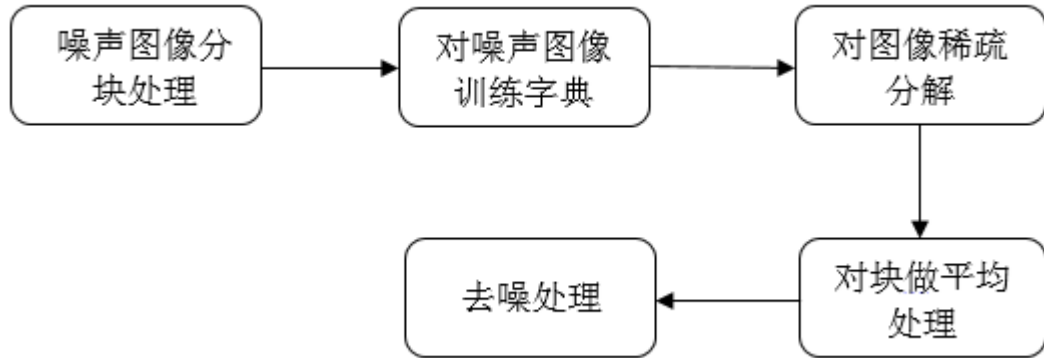 噪声图像分
块处理
对噪声图像
训练字典
对图像稀疏
分解
对块做平均
处理
去噪处理